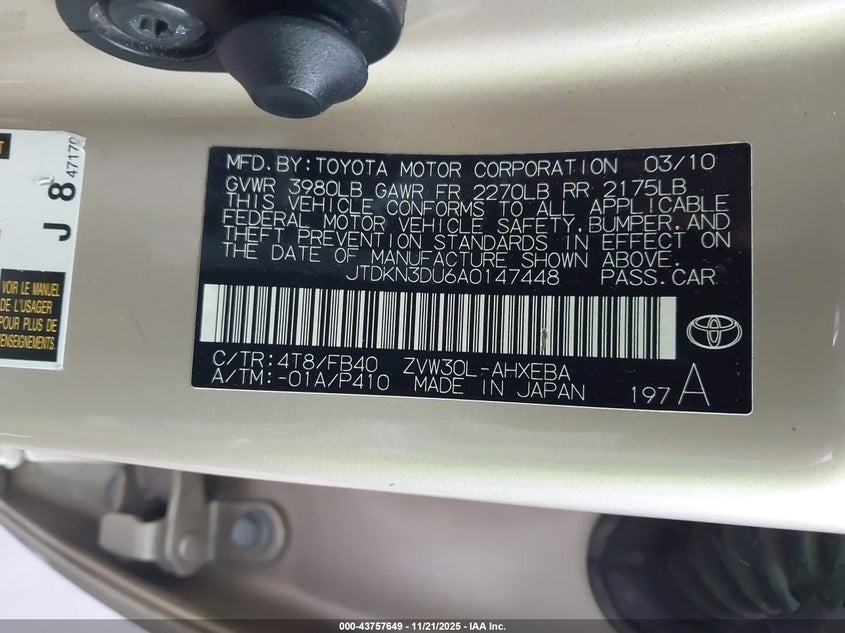 T
J 8
4717
VOIR LE MANUEL
DE L'USAGER
POUR PLUS DE
RENSEIGNEMENTS
MFD.BY:TOYOTA MOTOR CORPORATION 03/10
GVWR 3980LB GAWR FR 2270LB RR 2175LB
THIS VEHICLE CONFORMS TO ALL APPLICABLE
FEDERAL MOTOR VEHICLE SAFETY,BUMPER,AND
THEFT PREVENTION STANDARDS IN EFFECT ON
THE DATE OF MANUFACTURE SHOWN ABOVE.
JTDKN3DU6A0147448 PASS.CAR
C/TR:4T8/FB40 ZVW30L-AHXEBA
A/TM:-01A/P410 MADE IN JAPAN 197 A
000-43757649 — 11/21/2025 — IAA Inc.